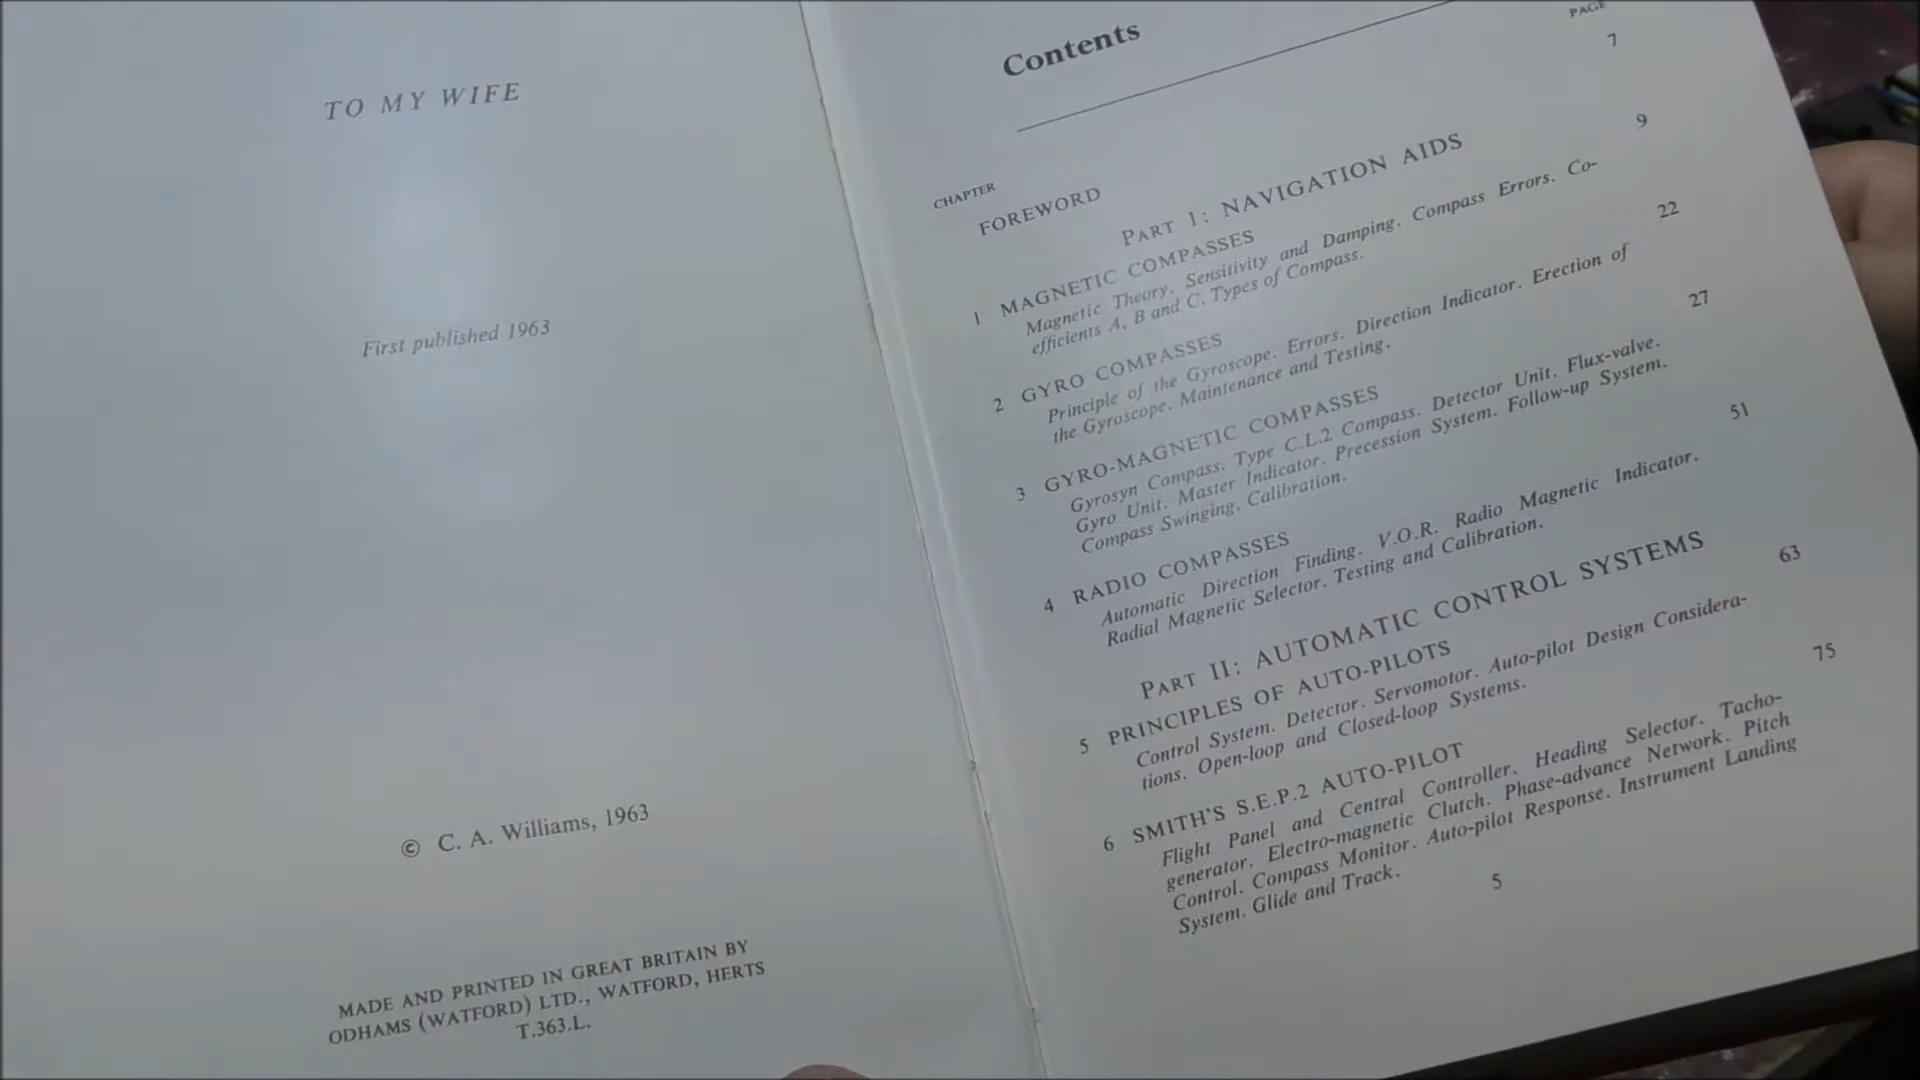 TO MY WIFE
First published 1963
© C. A. Williams, 1963
MADE AND PRINTED IN GREAT BRITAIN BY
ODHAMS (WATFORD) LTD., WATFORD, HERTS
T.363.L.
Contents
CHAPTER PAGE
FOREWORD 7
PART I: NAVIGATION AIDS
1 MAGNETIC COMPASSES 9
Magnetic Theory. Sensitivity and Damping. Compass Errors. Co-
efficients A, B and C. Types of Compass.
2 GYRO COMPASSES 22
Principle of the Gyroscope. Errors. Direction Indicator. Erection of
the Gyroscope. Maintenance and Testing.
3 GYRO-MAGNETIC COMPASSES 27
Gyrosyn Compass. Type C.L.2 Compass. Detector Unit. Flux-valve.
Gyro Unit. Master Indicator. Precession System. Follow-up System.
Compass Swinging. Calibration.
4 RADIO COMPASSES 51
Automatic Direction Finding. V.O.R. Radio Magnetic Indicator.
Radial Magnetic Selector. Testing and Calibration.
PART II: AUTOMATIC CONTROL SYSTEMS
5 PRINCIPLES OF AUTO-PILOTS 63
Control System. Detector. Servomotor. Auto-pilot Design Considera-
tions. Open-loop and Closed-loop Systems.
6 SMITH'S S.E.P.2 AUTO-PILOT 75
Flight Panel and Central Controller. Heading Selector. Tacho-
generator. Electro-magnetic Clutch. Phase-advance Network. Pitch
Control. Compass Monitor. Auto-pilot Response. Instrument Landing
System. Glide and Track.
5